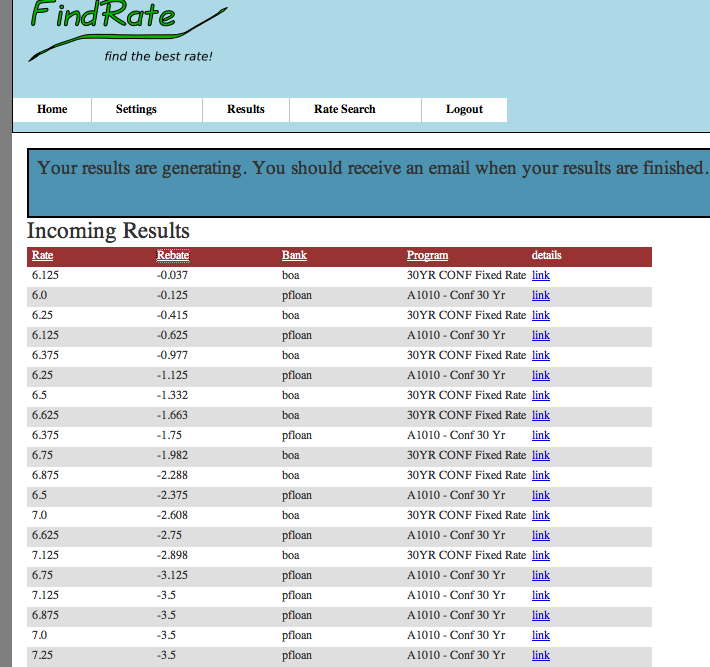 FindRate
find the best rate!
Home Settings Results Rate Search Logout
Your results are generating. You should receive an email when your results are finished.
Incoming Results
Rate Rebate Bank Program details
6.125 -0.037 boa 30YR CONF Fixed Rate link
6.0 -0.125 pfloan A1010 - Conf 30 Yr link
6.25 -0.415 boa 30YR CONF Fixed Rate link
6.125 -0.625 pfloan A1010 - Conf 30 Yr link
6.375 -0.977 boa 30YR CONF Fixed Rate link
6.25 -1.125 pfloan A1010 - Conf 30 Yr link
6.5 -1.332 boa 30YR CONF Fixed Rate link
6.625 -1.663 boa 30YR CONF Fixed Rate link
6.375 -1.75 pfloan A1010 - Conf 30 Yr link
6.75 -1.982 boa 30YR CONF Fixed Rate link
6.875 -2.288 boa 30YR CONF Fixed Rate link
6.5 -2.375 pfloan A1010 - Conf 30 Yr link
7.0 -2.608 boa 30YR CONF Fixed Rate link
6.625 -2.75 pfloan A1010 - Conf 30 Yr link
7.125 -2.898 boa 30YR CONF Fixed Rate link
6.75 -3.125 pfloan A1010 - Conf 30 Yr link
7.125 -3.5 pfloan A1010 - Conf 30 Yr link
6.875 -3.5 pfloan A1010 - Conf 30 Yr link
7.0 -3.5 pfloan A1010 - Conf 30 Yr link
7.25 -3.5 pfloan A1010 - Conf 30 Yr link